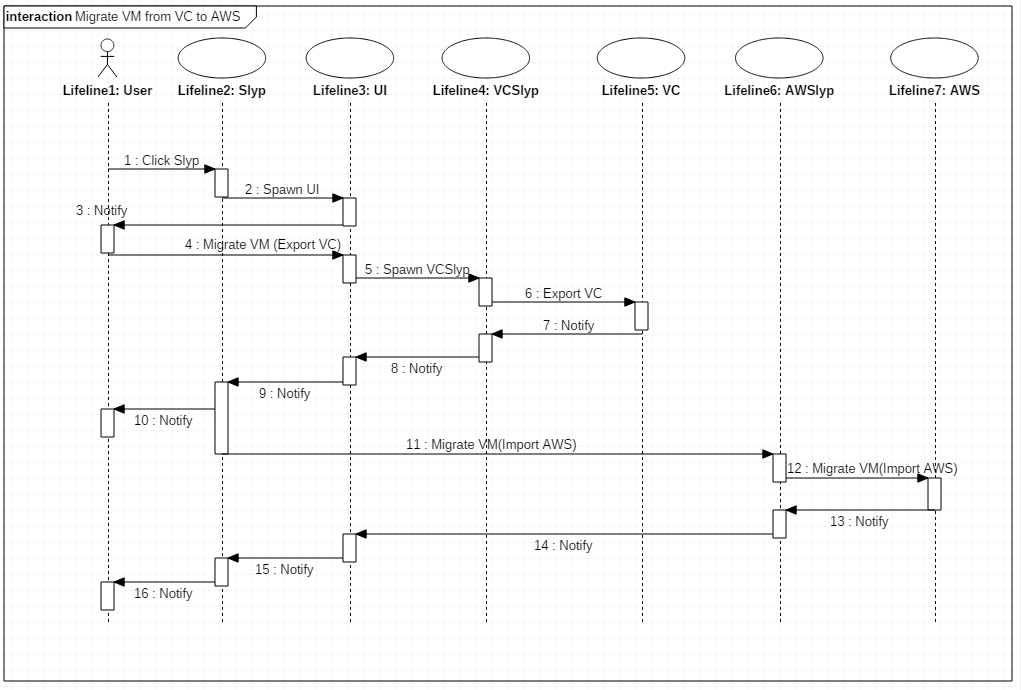 interaction Migrate VM from VC to AWS
Lifeline1: User
Lifeline2: Slyp
Lifeline3: UI
Lifeline4: VCSlyp
Lifeline5: VC
Lifeline6: AWSlyp
Lifeline7: AWS
1 : Click Slyp
2 : Spawn UI
3 : Notify
4 : Migrate VM (Export VC)
5 : Spawn VCSlyp
6 : Export VC
7 : Notify
8 : Notify
9 : Notify
10 : Notify
11 : Migrate VM(Import AWS)
12 : Migrate VM(Import AWS)
13 : Notify
14 : Notify
15 : Notify
16 : Notify